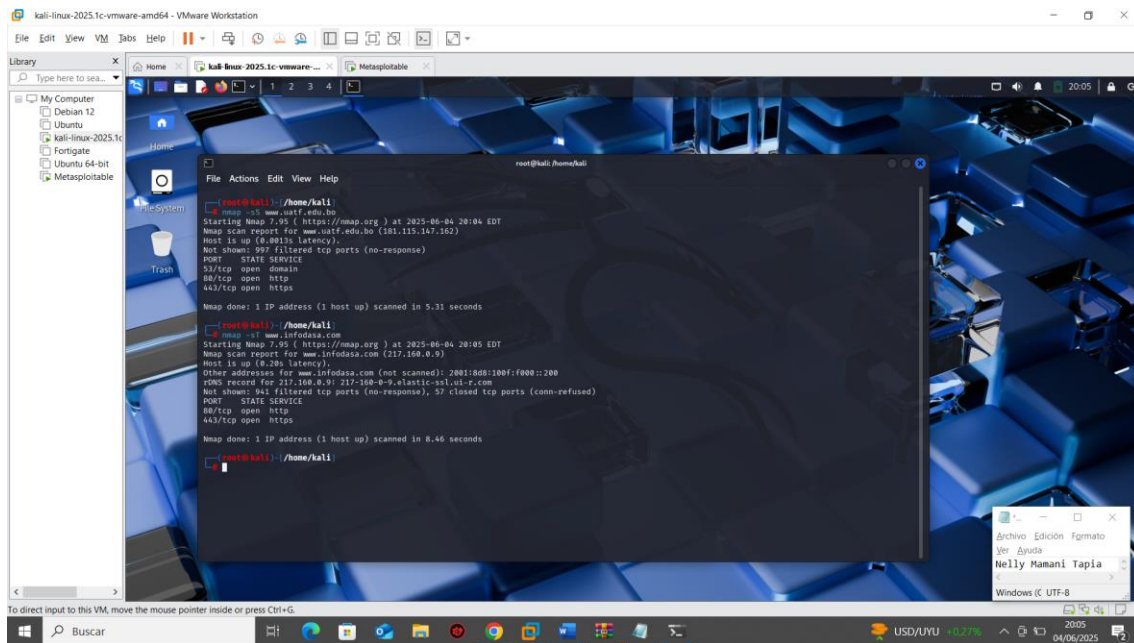 kali-linux-2025.1c-vmware-amd64 - VMware Workstation
File Edit View VM Tabs Help
Library
Home
kali-linux-2025.1c-vmware-...
Metasploitable
Type here to sea...
1 2 3 4
20:05
My Computer
Debian 12
Ubuntu
kali-linux-2025.1c
Fortigate
Ubuntu 64-bit
Metasploitable
Home
File System
Trash
root@kali: /home/kali
File Actions Edit View Help
(root@kali)-[/home/kali]
# nmap -sS www.uatf.edu.bo
Starting Nmap 7.95 ( https://nmap.org ) at 2025-06-04 20:04 EDT
Nmap scan report for www.uatf.edu.bo (181.115.147.162)
Host is up (0.0013s latency).
Not shown: 997 filtered tcp ports (no-response)
PORT STATE SERVICE
53/tcp open domain
80/tcp open http
443/tcp open https
Nmap done: 1 IP address (1 host up) scanned in 5.31 seconds
(root@kali)-[/home/kali]
# nmap -sT www.infodasa.com
Starting Nmap 7.95 ( https://nmap.org ) at 2025-06-04 20:05 EDT
Nmap scan report for www.infodasa.com (217.160.0.9)
Host is up (0.20s latency).
Other addresses for www.infodasa.com (not scanned): 2001:8d8:100f:f000::200
rDNS record for 217.160.0.9: 217-160-0-9.elastic-ssl.ui-r.com
Not shown: 941 filtered tcp ports (no-response), 57 closed tcp ports (conn-refused)
PORT STATE SERVICE
80/tcp open http
443/tcp open https
Nmap done: 1 IP address (1 host up) scanned in 8.46 seconds
(root@kali)-[/home/kali]
#
Archivo Edición Formato
Ver Ayuda
Nelly Mamani Tapia
Windows (C UTF-8
To direct input to this VM, move the mouse pointer inside or press Ctrl+G.
Buscar
USD/UYU +0,27%
20:05
04/06/2025